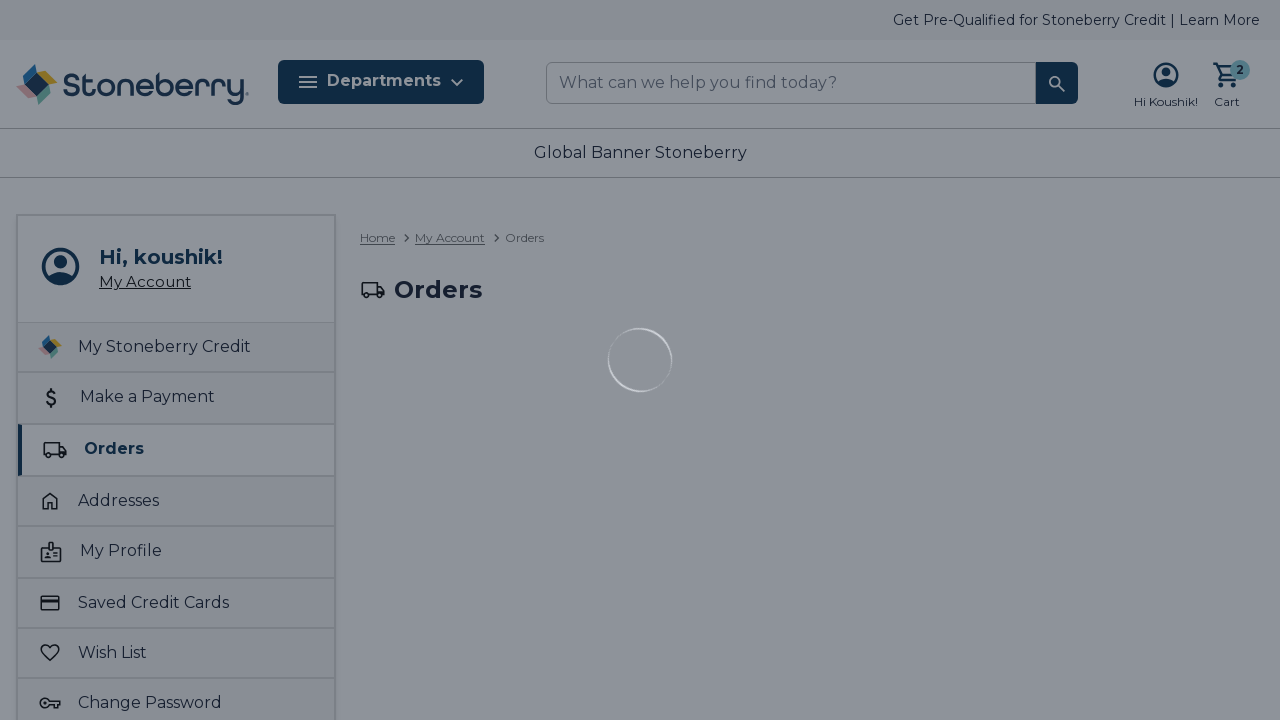 Get Pre-Qualified for Stoneberry Credit | Learn More
Stoneberry
Departments
What can we help you find today?
2
Hi Koushik!
Cart
Global Banner Stoneberry
Hi, koushik!
My Account
My Stoneberry Credit
Make a Payment
Orders
Addresses
My Profile
Saved Credit Cards
Wish List
Change Password
Home
My Account
Orders
Orders